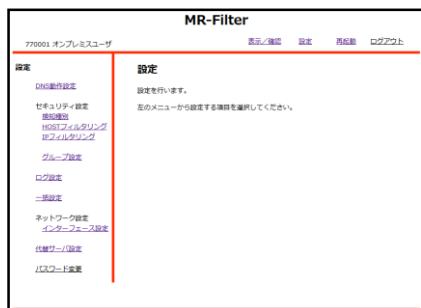 MR-Filter
770001 オンプレミスユーザ
表示／確認 設定 再起動 ログアウト
設定
DNS動作設定
セキュリティ設定
検知種別
HOSTフィルタリング
IPフィルタリング
グループ設定
ログ設定
一括設定
ネットワーク設定
インターフェース設定
代替サーバ設定
パスワード変更
設定
設定を行います。
左のメニューから設定する項目を選択してください。